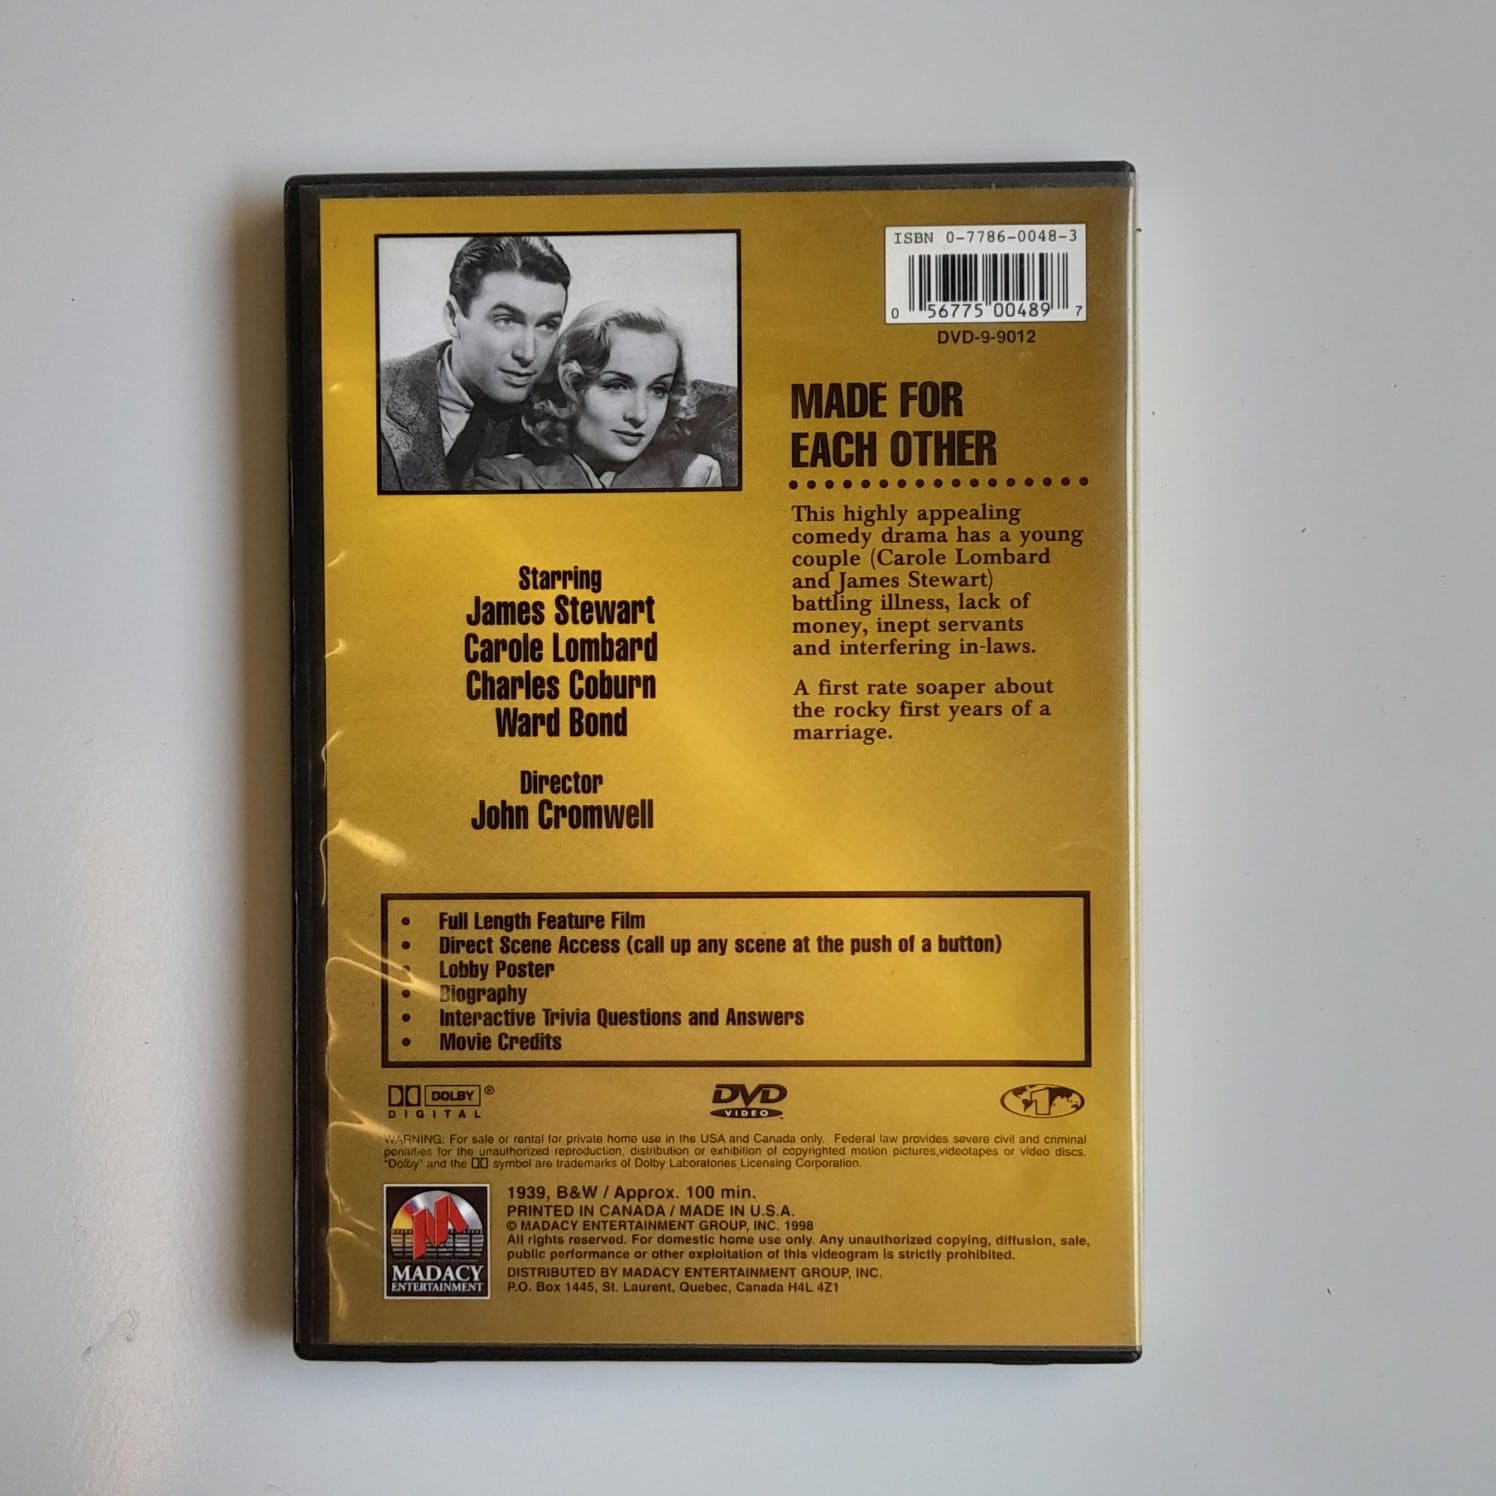 ISBN 0-7786-0048-3
0 56775 00489 7
DVD-9-9012
MADE FOR
EACH OTHER
This highly appealing
comedy drama has a young
couple (Carole Lombard
and James Stewart)
battling illness, lack of
money, inept servants
and interfering in-laws.
A first rate soaper about
the rocky first years of a
marriage.
Starring
James Stewart
Carole Lombard
Charles Coburn
Ward Bond
Director
John Cromwell
• Full Length Feature Film
• Direct Scene Access (call up any scene at the push of a button)
• Lobby Poster
• Biography
• Interactive Trivia Questions and Answers
• Movie Credits
DOLBY ®
DIGITAL
DVD
VIDEO
1
WARNING: For sale or rental for private home use in the USA and Canada only. Federal law provides severe civil and criminal
penalties for the unauthorized reproduction, distribution or exhibition of copyrighted motion pictures,videotapes or video discs.
"Dolby" and the symbol are trademarks of Dolby Laboratories Licensing Corporation.
MADACY
ENTERTAINMENT
1939, B&W / Approx. 100 min.
PRINTED IN CANADA / MADE IN U.S.A.
© MADACY ENTERTAINMENT GROUP, INC. 1998
All rights reserved. For domestic home use only. Any unauthorized copying, diffusion, sale,
public performance or other exploitation of this videogram is strictly prohibited.
DISTRIBUTED BY MADACY ENTERTAINMENT GROUP, INC.
P.O. Box 1445, St. Laurent, Quebec, Canada H4L 4Z1